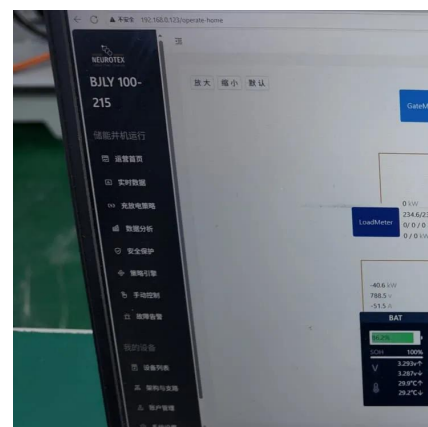 不安全 192.168.0.123/operate-home
NEUROTEX
BJLY 100-
215
放大 缩小 默认
GateM
储能并机运行
运营首页
实时数据
充放电策略
数据分析
安全保护
策略引擎
手动控制
故障告警
我的设备
设备列表
架构与支路
账户管理
LoadMeter
0 kW
234.6/23
0/ 0 / 0
0 / 0 kW
-40.6 kW
788.5 V
-51.5 A
BAT
SOH 100%
V
3.293v↑
3.287v↓
29.9°C↑
29.2°C↓